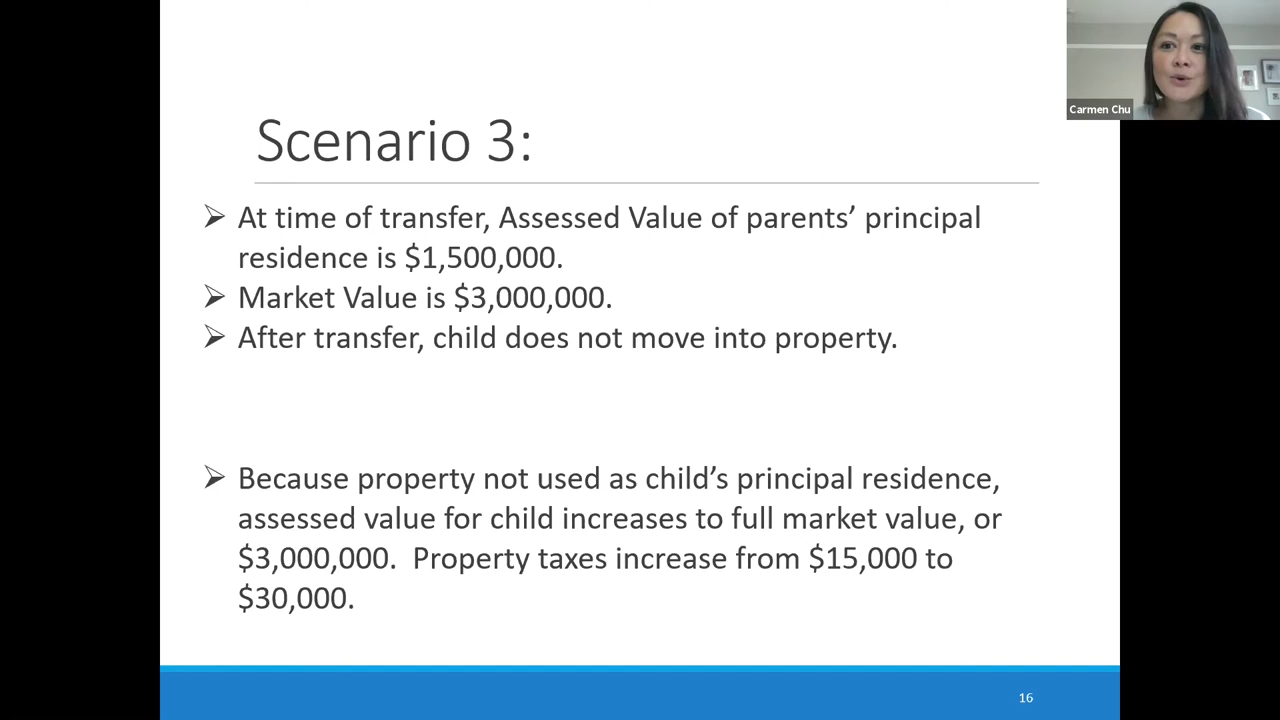 Carmen Chu
Scenario 3:
➢ At time of transfer, Assessed Value of parents’ principal
residence is $1,500,000.
➢ Market Value is $3,000,000.
➢ After transfer, child does not move into property.
➢ Because property not used as child’s principal residence,
assessed value for child increases to full market value, or
$3,000,000.  Property taxes increase from $15,000 to
$30,000.
16